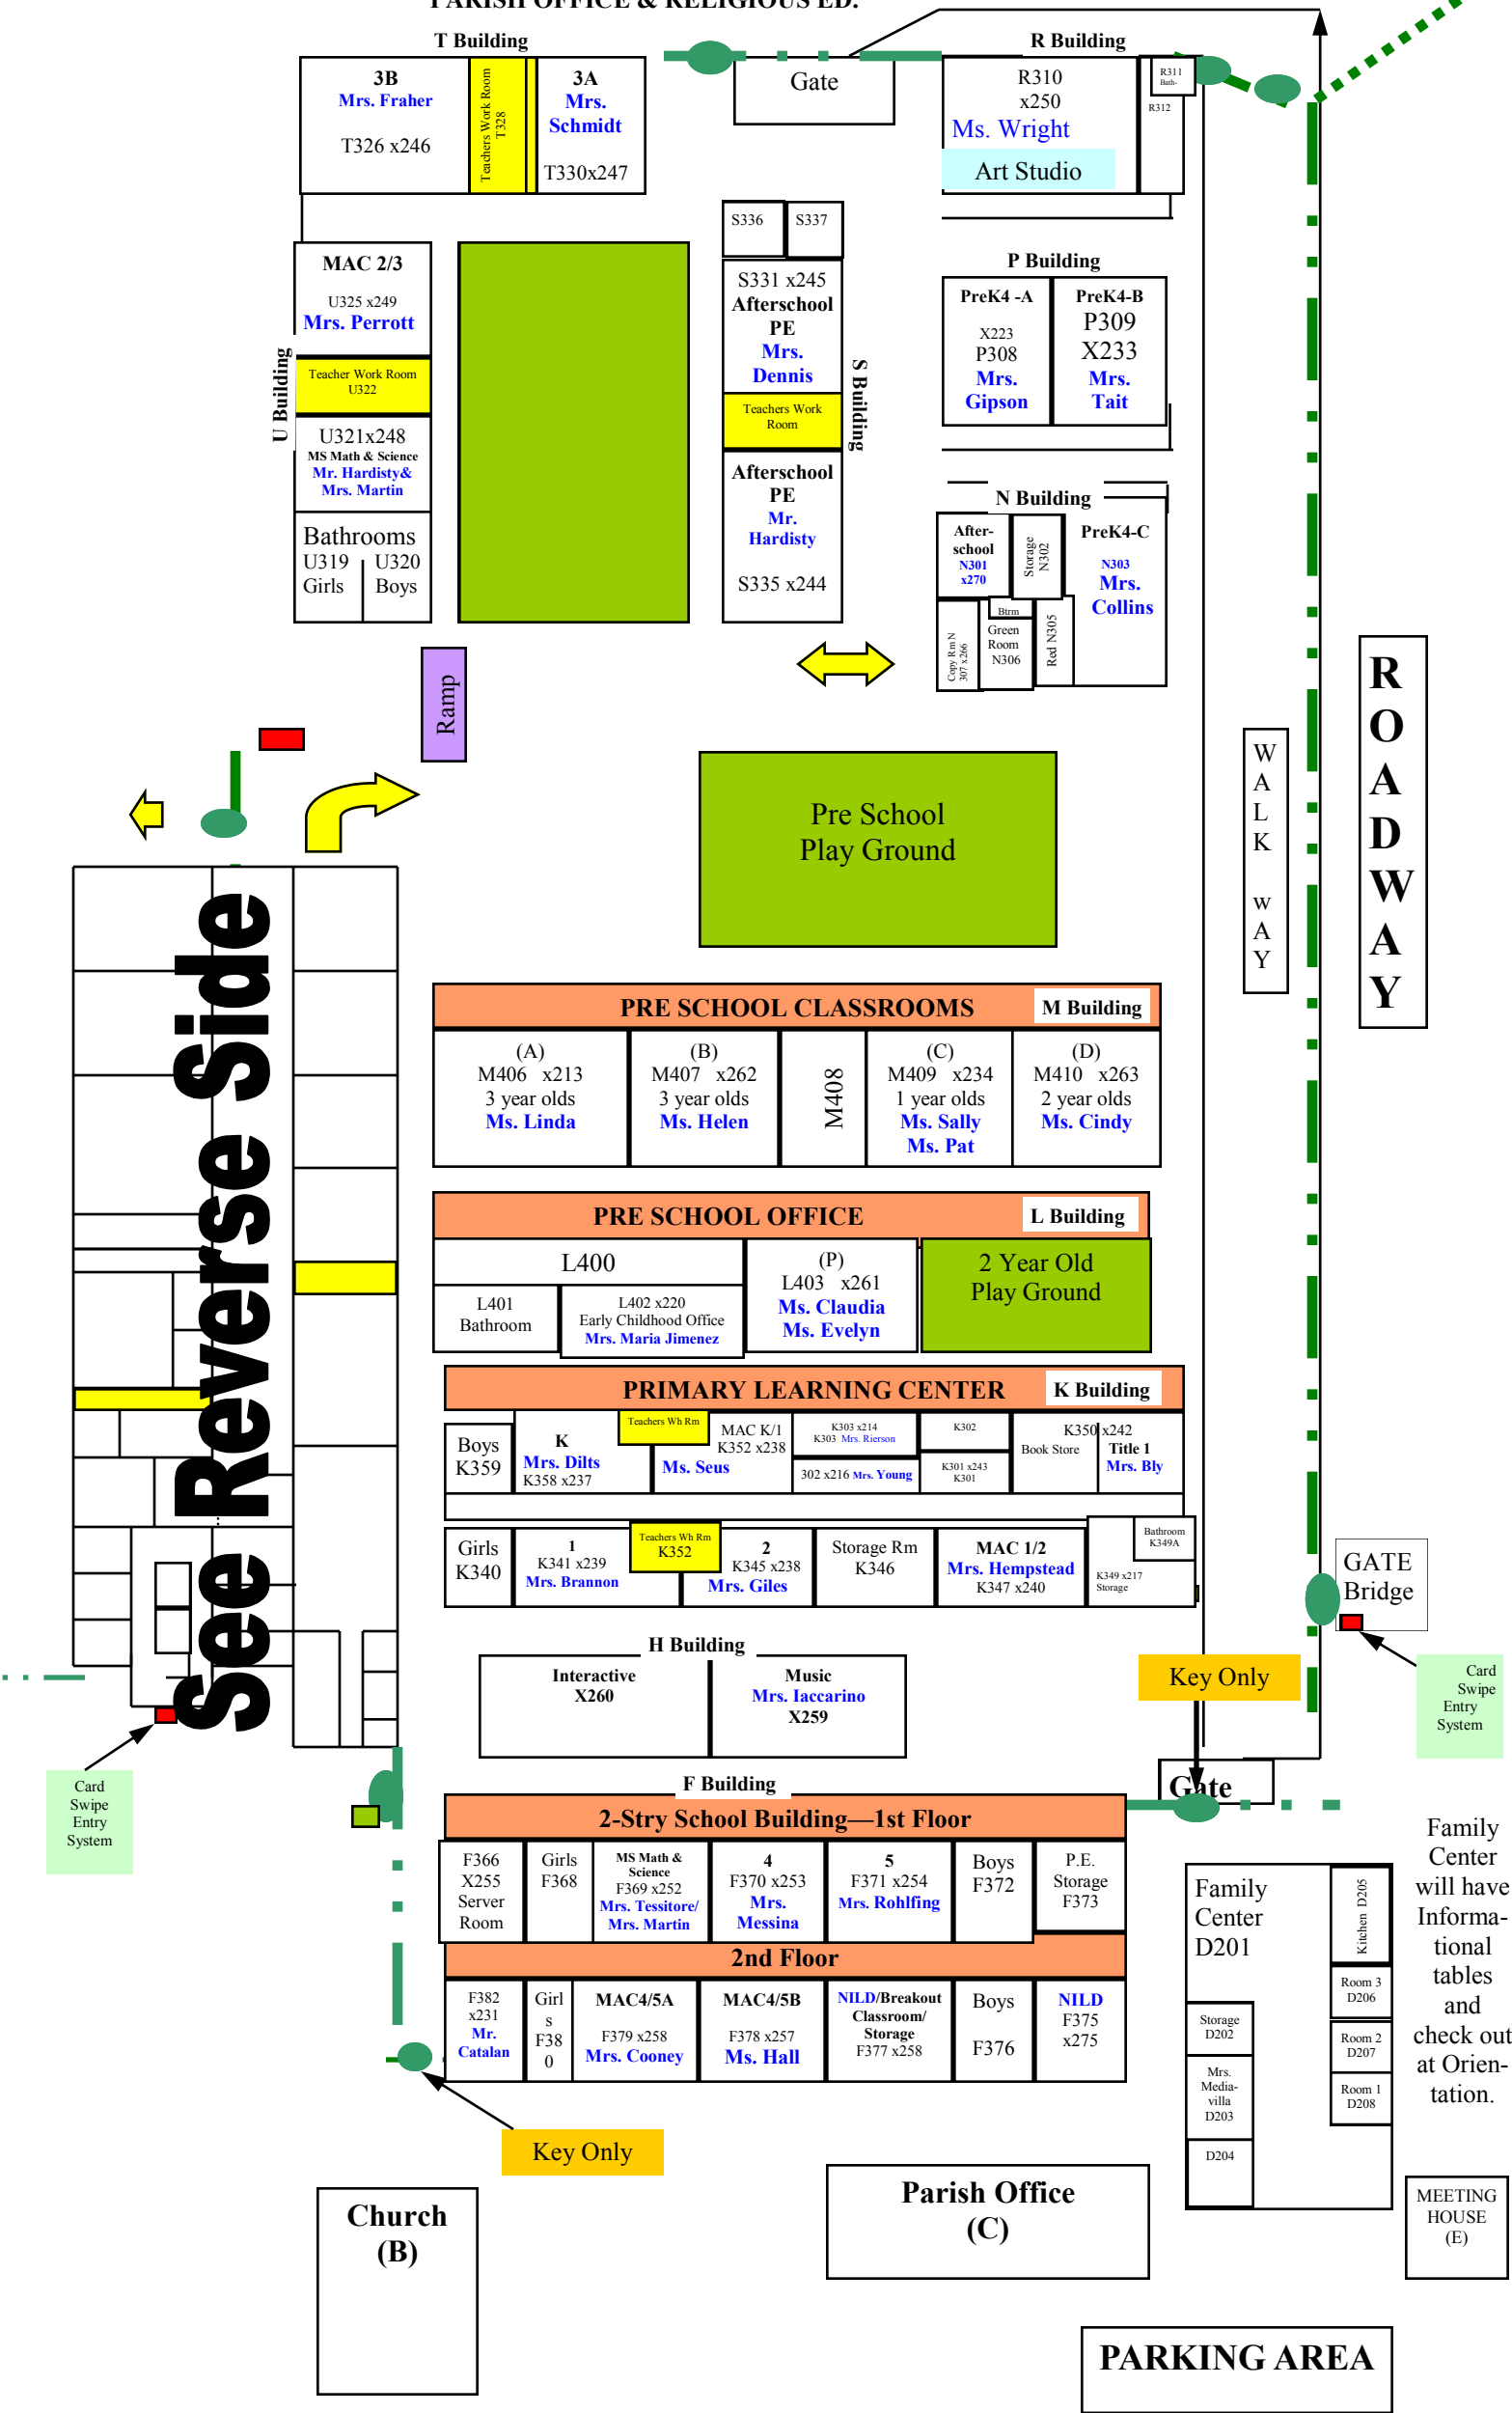 PARISH OFFICE & RELIGIOUS ED.
T Building
3B
Mrs. Fraher
T326 x246
Teachers Work Room
T328
3A
Mrs.
Schmidt
T330x247
Gate
R Building
R310
x250
Ms. Wright
Art Studio
R311
Bath-
R312
MAC 2/3
U325 x249
Mrs. Perrott
U Building
Teacher Work Room
U322
U321x248
MS Math & Science
Mr. Hardisty&
Mrs. Martin
Bathrooms
U319
Girls
U320
Boys
S336
S337
S331 x245
Afterschool
PE
Mrs.
Dennis
Teachers Work
Room
S Building
Afterschool
PE
Mr.
Hardisty
S335 x244
P Building
PreK4 -A
X223
P308
Mrs.
Gipson
PreK4-B
P309
X233
Mrs.
Tait
N Building
After-
school
N301
x270
Storage
N302
PreK4-C
N303
Mrs.
Collins
Copy Rm N
307 x266
Btrm
Green
Room
N306
Red N305
Ramp
Pre School
Play Ground
WALK wAY
ROADWAY
See Reverse Side
PRE SCHOOL CLASSROOMS
M Building
(A)
M406 x213
3 year olds
Ms. Linda
(B)
M407 x262
3 year olds
Ms. Helen
M408
(C)
M409 x234
1 year olds
Ms. Sally
Ms. Pat
(D)
M410 x263
2 year olds
Ms. Cindy
PRE SCHOOL OFFICE
L Building
L400
L401
Bathroom
L402 x220
Early Childhood Office
Mrs. Maria Jimenez
(P)
L403 x261
Ms. Claudia
Ms. Evelyn
2 Year Old
Play Ground
PRIMARY LEARNING CENTER
K Building
Boys
K359
K
Mrs. Dilts
K358 x237
Teachers Wh Rm
MAC K/1
K352 x238
Ms. Seus
K303 x214
K303 Mrs. Rierson
302 x216 Mrs. Young
K302
K301 x243
K301
K350 x242
Book Store
Title 1
Mrs. Bly
Girls
K340
1
K341 x239
Mrs. Brannon
Teachers Wh Rm
K352
2
K345 x238
Mrs. Giles
Storage Rm
K346
MAC 1/2
Mrs. Hempstead
K347 x240
Bathroom
K349A
K349 x217
Storage
GATE
Bridge
Card
Swipe
Entry
System
H Building
Interactive
X260
Music
Mrs. Iaccarino
X259
Key Only
Gate
Card
Swipe
Entry
System
F Building
2-Stry School Building—1st Floor
F366
X255
Server
Room
Girls
F368
MS Math &
Science
F369 x252
Mrs. Tessitore/
Mrs. Martin
4
F370 x253
Mrs.
Messina
5
F371 x254
Mrs. Rohlfing
Boys
F372
P.E.
Storage
F373
2nd Floor
F382
x231
Mr.
Catalan
Girl
s
F38
0
MAC4/5A
F379 x258
Mrs. Cooney
MAC4/5B
F378 x257
Ms. Hall
NILD/Breakout
Classroom/
Storage
F377 x258
Boys
F376
NILD
F375
x275
Key Only
Family
Center
D201
Kitchen D205
Room 3
D206
Room 2
D207
Room 1
D208
Storage
D202
Mrs.
Media-
villa
D203
D204
Family
Center
will have
Informa-
tional
tables
and
check out
at Orien-
tation.
Church
(B)
Parish Office
(C)
MEETING
HOUSE
(E)
PARKING AREA